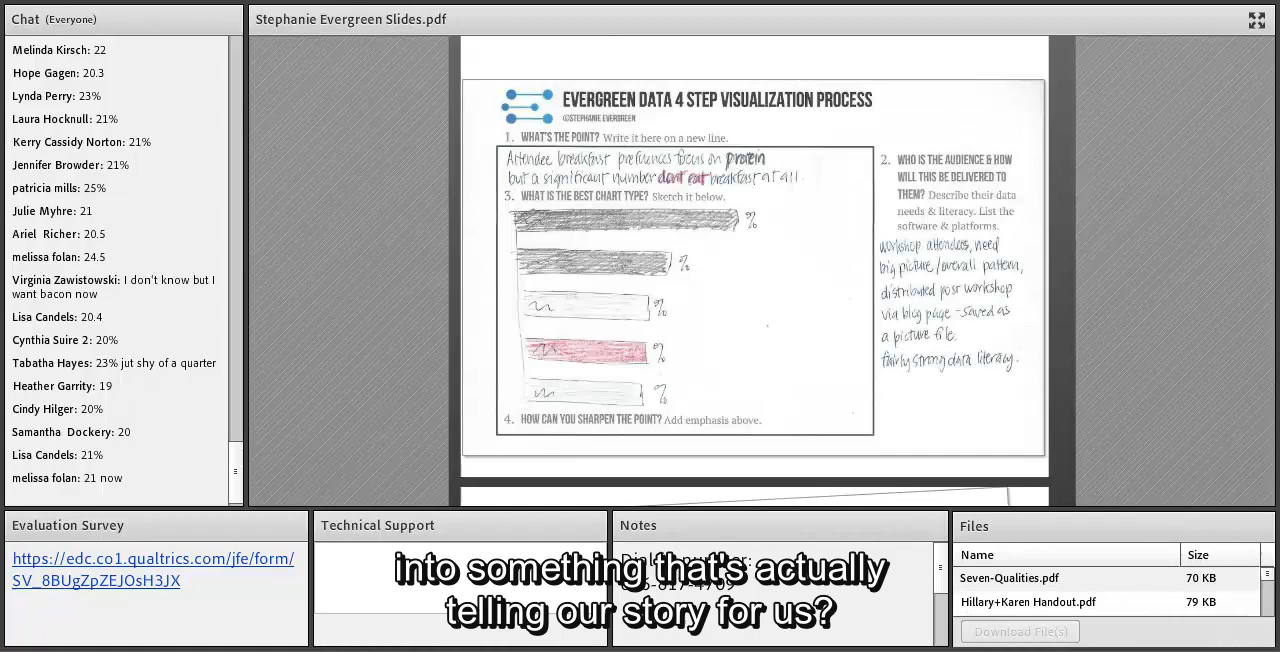 Chat (Everyone)
Melinda Kirsch: 22
Hope Gagen: 20.3
Lynda Perry: 23%
Laura Hocknull: 21%
Kerry Cassidy Norton: 21%
Jennifer Browder: 21%
patricia mills: 25%
Julie Myhre: 21
Ariel Richer: 20.5
melissa folan: 24.5
Virginia Zawistowski: I don't know but I
want bacon now
Lisa Candels: 20.4
Cynthia Suire 2: 20%
Tabatha Hayes: 23% jut shy of a quarter
Heather Garrity: 19
Cindy Hilger: 20%
Samantha Dockery: 20
Lisa Candels: 21%
melissa folan: 21 now
Stephanie Evergreen Slides.pdf
EVERGREEN DATA 4 STEP VISUALIZATION PROCESS
©STEPHANIE EVERGREEN
1. WHAT'S THE POINT? Write it here on a new line.
Attendee breakfast preferences focus on protein
but a significant number dont eat breakfast at all.
3. WHAT IS THE BEST CHART TYPE? Sketch it below.
%
%
%
%
%
4. HOW CAN YOU SHARPEN THE POINT? Add emphasis above.
2. WHO IS THE AUDIENCE & HOW
WILL THIS BE DELIVERED TO
THEM? Describe their data
needs & literacy. List the
software & platforms.
workshop attendees, need
big picture/overall pattern,
distributed post workshop
via blog page - saved as
a picture file.
fairly strong data literacy.
Evaluation Survey
https://edc.co1.qualtrics.com/jfe/form/
SV_8BUgZpZEJOsH3JX
Technical Support
Notes
Files
Name Size
Seven-Qualities.pdf 70 KB
Hillary+Karen Handout.pdf 79 KB
Download File(s)
into something that's actually
telling our story for us?